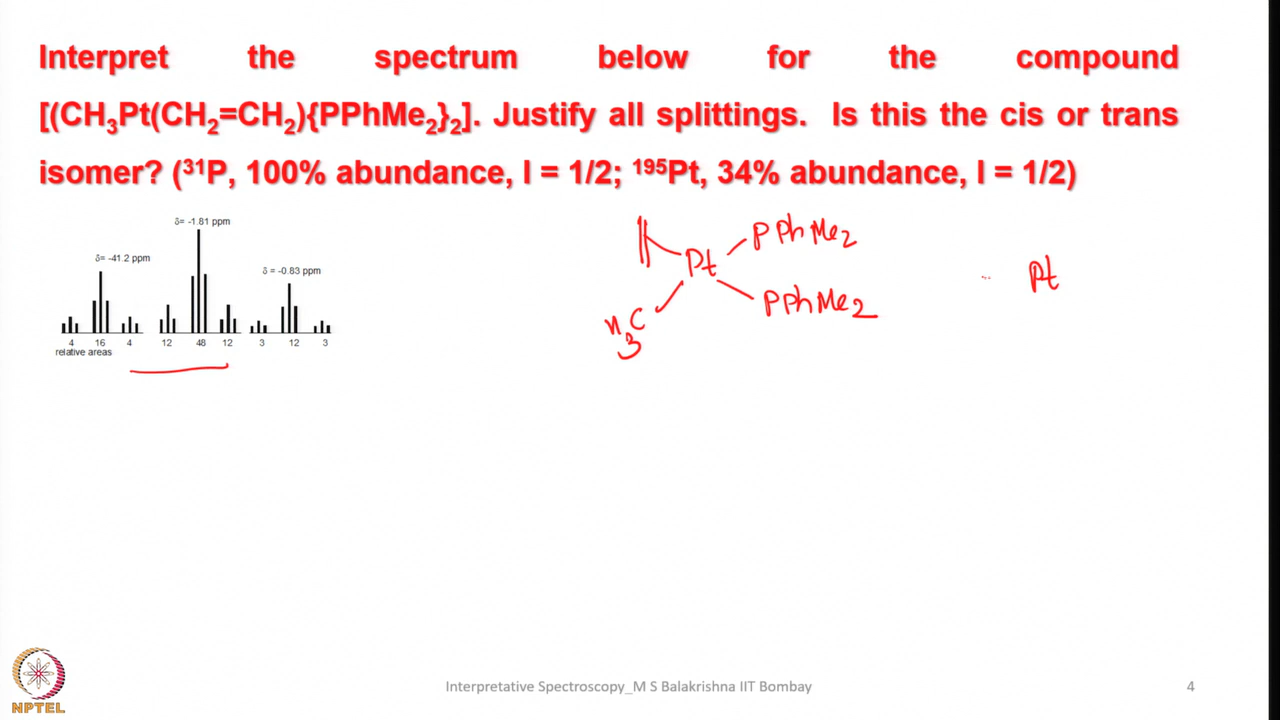 Interpret the spectrum below for the compound
[(CH₃Pt(CH₂=CH₂){PPhMe₂}₂]. Justify all splittings. Is this the cis or trans
isomer? (³¹P, 100% abundance, I = 1/2; ¹⁹⁵Pt, 34% abundance, I = 1/2)
δ= -1.81 ppm
δ= -41.2 ppm
δ = -0.83 ppm
4 16 4 12 48 12 3 12 3
relative areas
PPhMe₂
Pt
PPhMe₂
H₃C
Pt
NPTEL
Interpretative Spectroscopy_M S Balakrishna IIT Bombay
4